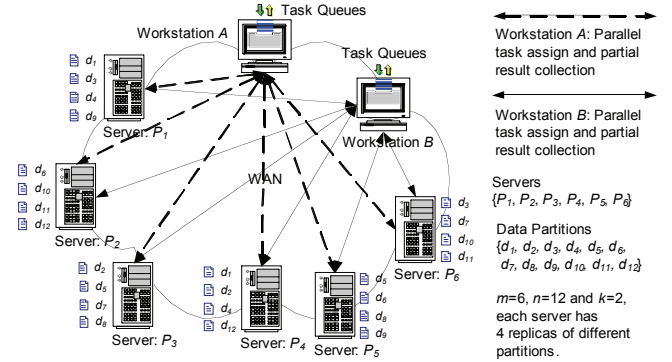 Task Queues
Workstation A
Task Queues
Workstation B
WAN
d1
d3
d4
d9
Server: P1
d6
d10
d11
d12
Server: P2
d2
d5
d7
d8
Server: P3
d1
d2
d4
d12
Server: P4
d5
d6
d8
d9
Server: P5
d3
d7
d10
d11
Server: P6
Workstation A: Parallel
task assign and partial
result collection
Workstation B: Parallel
task assign and partial
result collection
Servers
{P1, P2, P3, P4, P5, P6}
Data Partitions
{d1, d2, d3, d4, d5, d6,
d7, d8, d9, d10, d11, d12}
m=6, n=12 and k=2,
each server has
4 replicas of different
partitions.